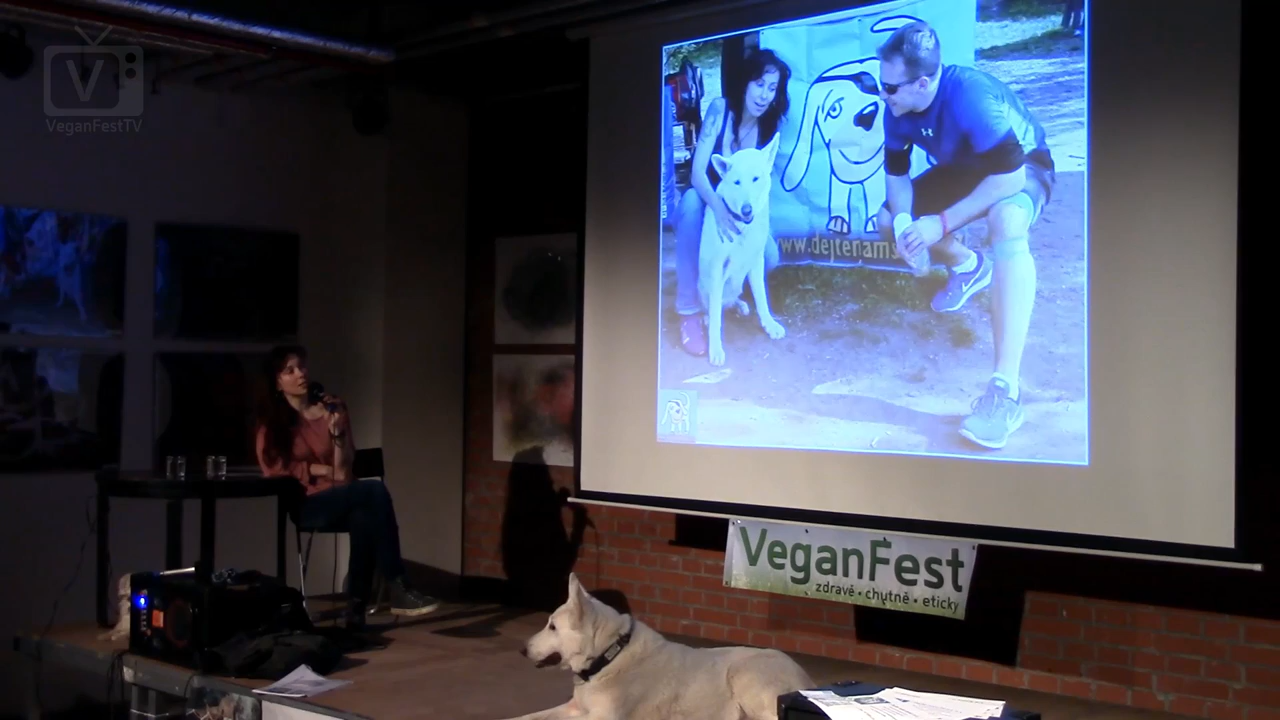 V
VeganFestTV
www.dejtenams
VeganFest
zdravě • chutně • eticky